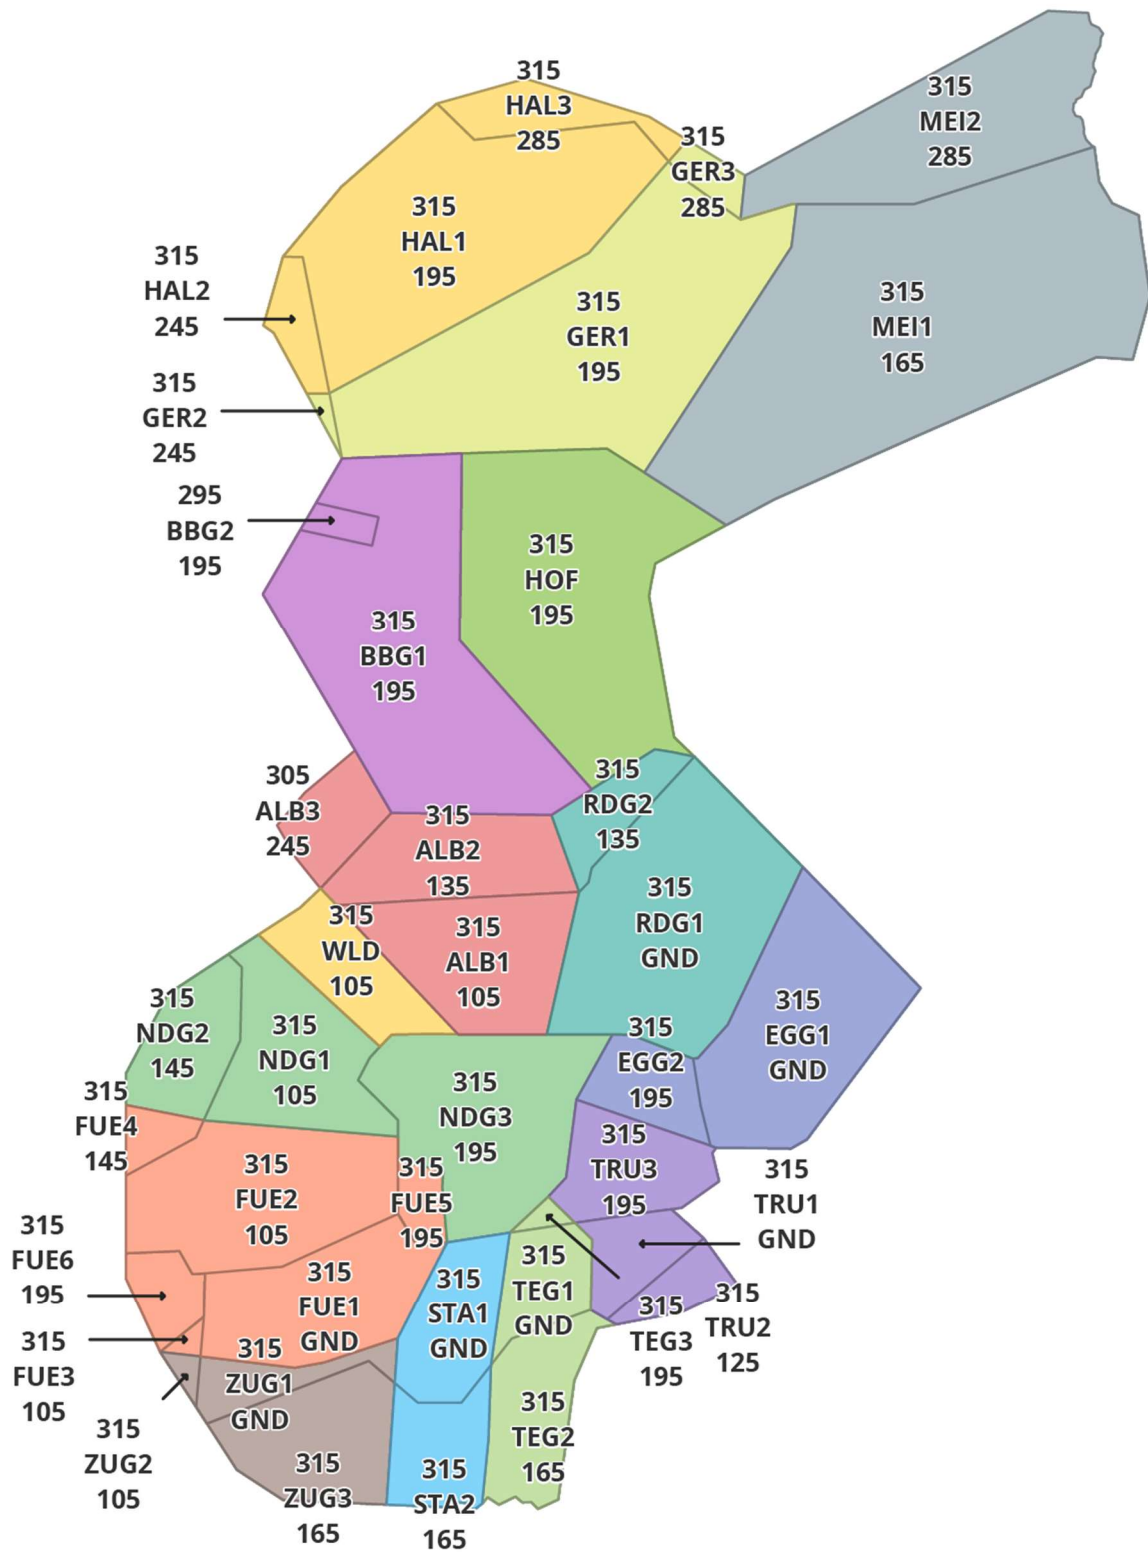 315
HAL3
285
315
MEI2
285
315
GER3
285
315
HAL1
195
315
HAL2
245
315
GER1
195
315
MEI1
165
315
GER2
245
295
BBG2
195
315
HOF
195
315
BBG1
195
305
ALB3
245
315
RDG2
135
315
ALB2
135
315
RDG1
GND
315
WLD
105
315
ALB1
105
315
NDG2
145
315
NDG1
105
315
EGG1
GND
315
EGG2
195
315
NDG3
195
315
FUE4
145
315
TRU3
195
315
FUE2
105
315
FUE5
195
315
TRU1
GND
315
FUE6
195
315
FUE1
GND
315
STA1
GND
315
TEG1
GND
315
TEG3
195
315
TRU2
125
315
FUE3
105
315
ZUG1
GND
315
ZUG2
105
315
TEG2
165
315
ZUG3
165
315
STA2
165